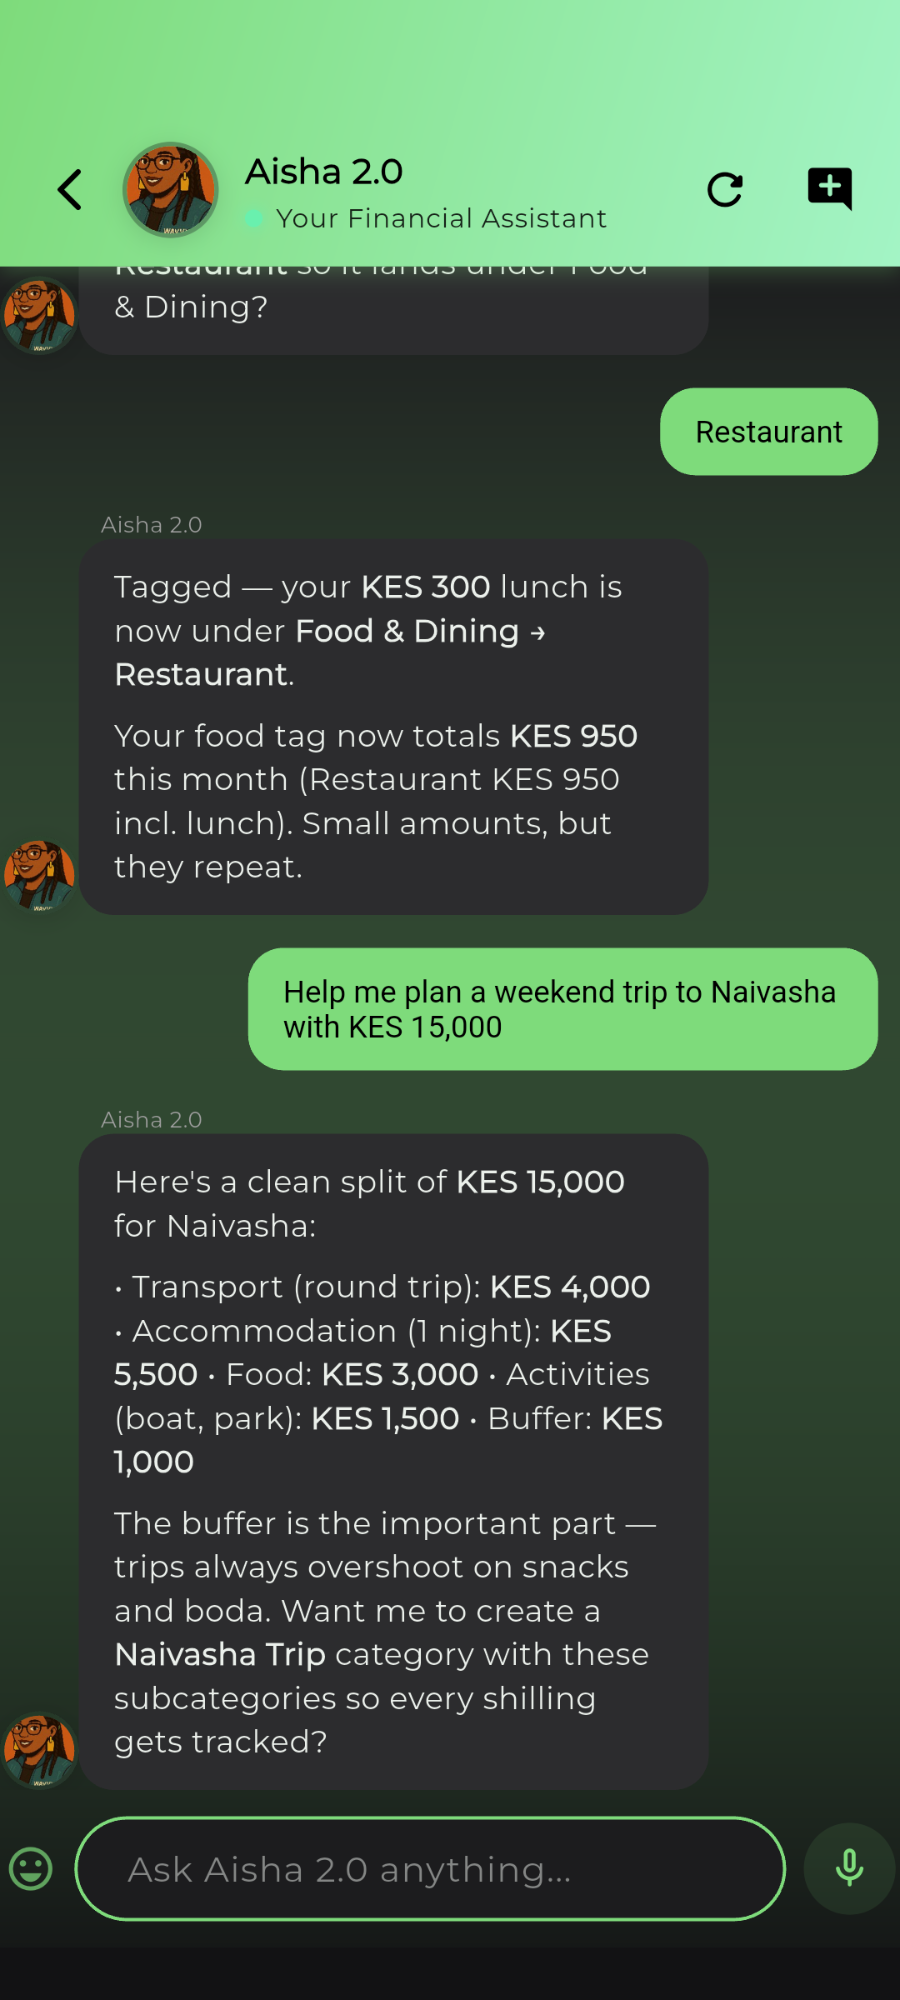 Aisha 2.0
Your Financial Assistant
Restaurant so it lands under Food
& Dining?
Restaurant
Aisha 2.0
Tagged — your KES 300 lunch is
now under Food & Dining →
Restaurant.
Your food tag now totals KES 950
this month (Restaurant KES 950
incl. lunch). Small amounts, but
they repeat.
Help me plan a weekend trip to Naivasha
with KES 15,000
Aisha 2.0
Here's a clean split of KES 15,000
for Naivasha:
• Transport (round trip): KES 4,000
• Accommodation (1 night): KES
5,500 • Food: KES 3,000 • Activities
(boat, park): KES 1,500 • Buffer: KES
1,000
The buffer is the important part —
trips always overshoot on snacks
and boda. Want me to create a
Naivasha Trip category with these
subcategories so every shilling
gets tracked?
Ask Aisha 2.0 anything...